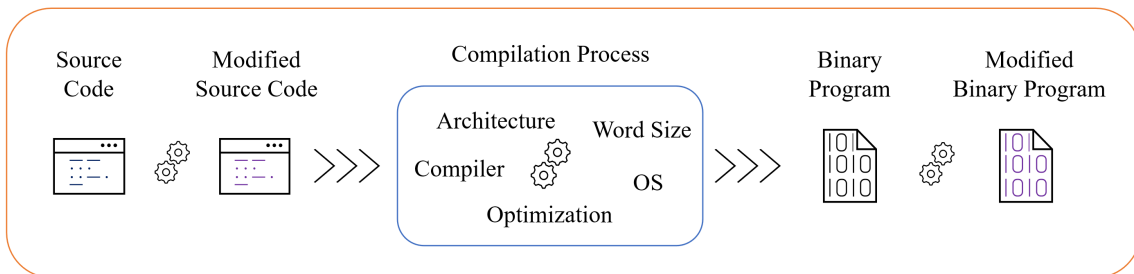 Source
Code
Modified
Source Code
Compilation Process
Architecture
Word Size
Compiler
OS
Optimization
Binary
Program
Modified
Binary Program